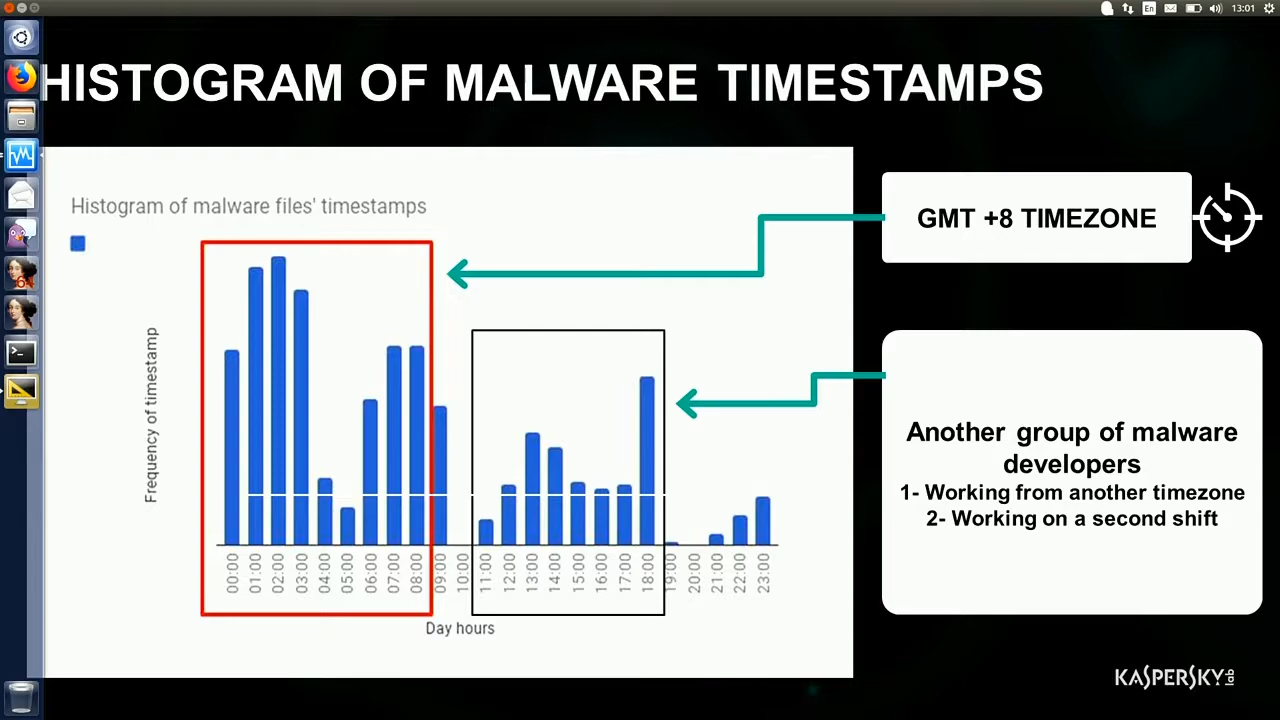 En
13:01
HISTOGRAM OF MALWARE TIMESTAMPS
Histogram of malware files' timestamps
GMT +8 TIMEZONE
Frequency of timestamp
Another group of malware
developers
1- Working from another timezone
2- Working on a second shift
00:00 01:00 02:00 03:00 04:00 05:00 06:00 07:00 08:00 09:00 10:00 11:00 12:00 13:00 14:00 15:00 16:00 17:00 18:00 19:00 20:00 21:00 22:00 23:00
Day hours
KASPERSKY lab
64